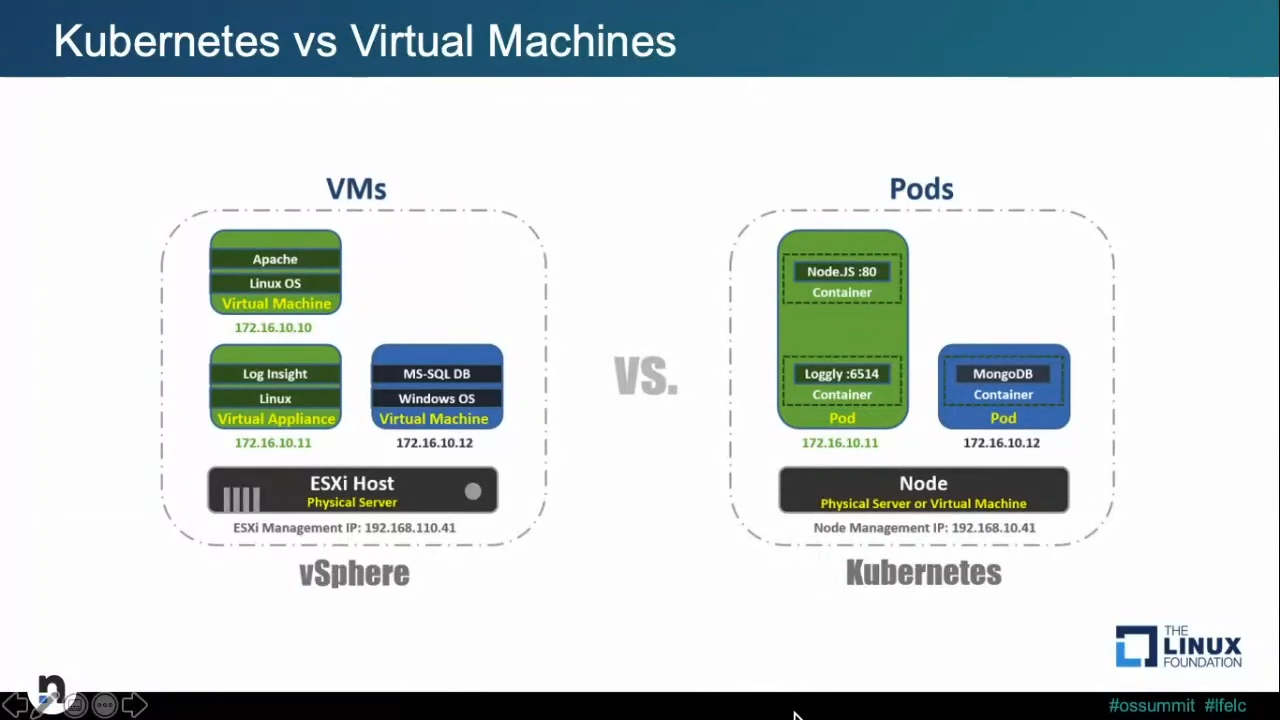 Kubernetes vs Virtual Machines
VMs
Apache
Linux OS
Virtual Machine
172.16.10.10
Log Insight
Linux
Virtual Appliance
172.16.10.11
MS-SQL DB
Windows OS
Virtual Machine
172.16.10.12
ESXi Host
Physical Server
ESXi Management IP: 192.168.110.41
vSphere
VS.
Pods
Node.JS :80
Container
Loggly :6514
Container
Pod
172.16.10.11
MongoDB
Container
Pod
172.16.10.12
Node
Physical Server or Virtual Machine
Node Management IP: 192.168.10.41
Kubernetes
THE
LINUX
FOUNDATION
n
#ossummit #lfelc